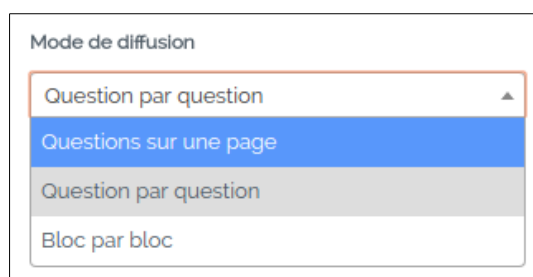 Mode de diffusion
Question par question
Questions sur une page
Question par question
Bloc par bloc